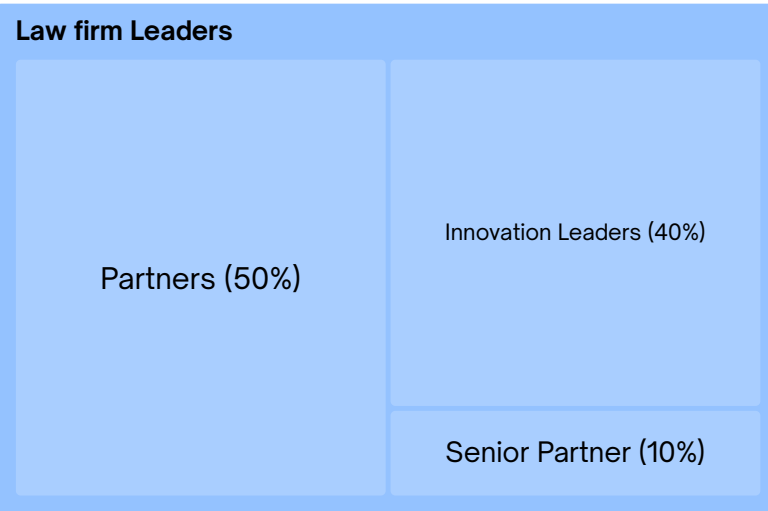 Law firm Leaders
Partners (50%)
Innovation Leaders (40%)
Senior Partner (10%)